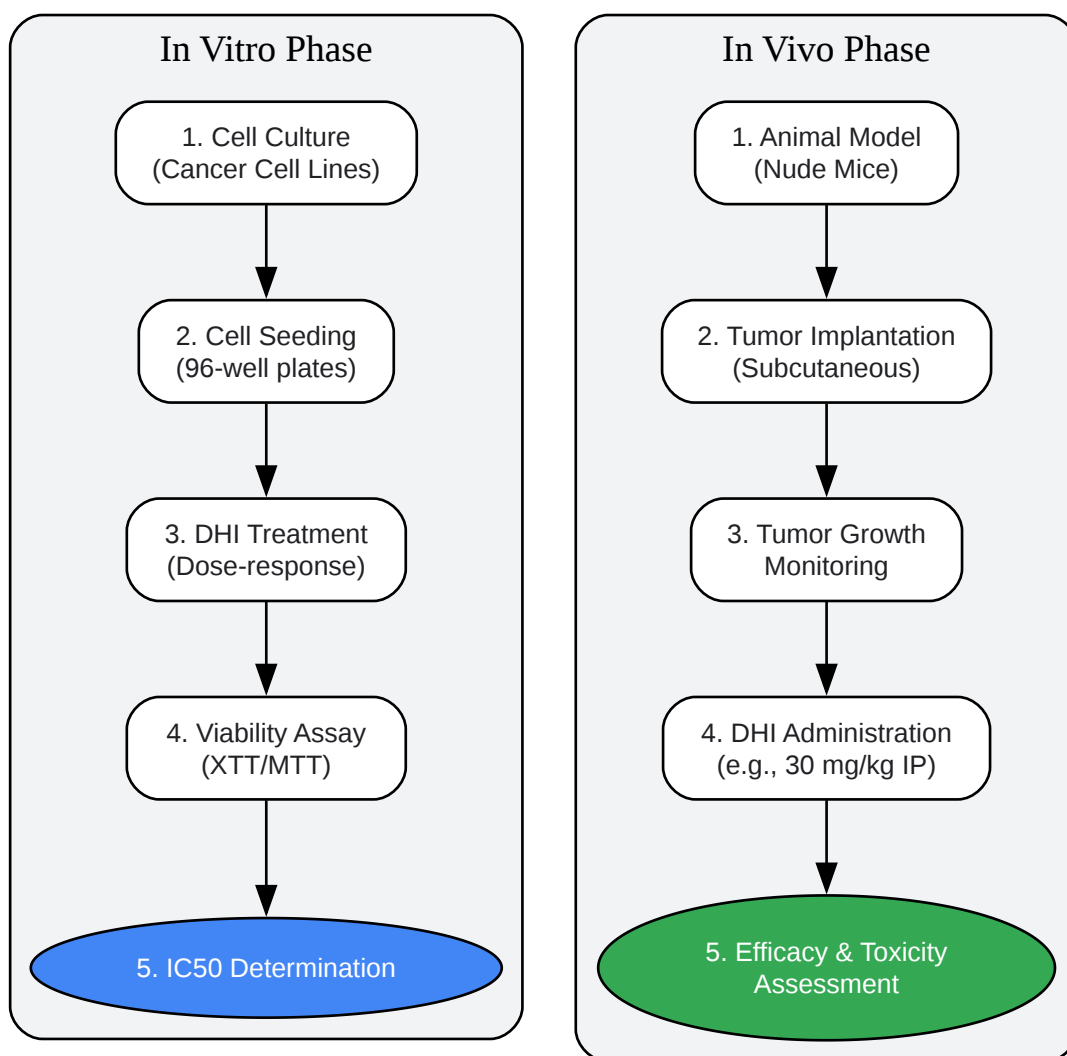 In Vitro Phase
1. Cell Culture
(Cancer Cell Lines)
2. Cell Seeding
(96-well plates)
3. DHI Treatment
(Dose-response)
4. Viability Assay
(XTT/MTT)
5. IC50 Determination
In Vivo Phase
1. Animal Model
(Nude Mice)
2. Tumor Implantation
(Subcutaneous)
3. Tumor Growth
Monitoring
4. DHI Administration
(e.g., 30 mg/kg IP)
5. Efficacy & Toxicity
Assessment